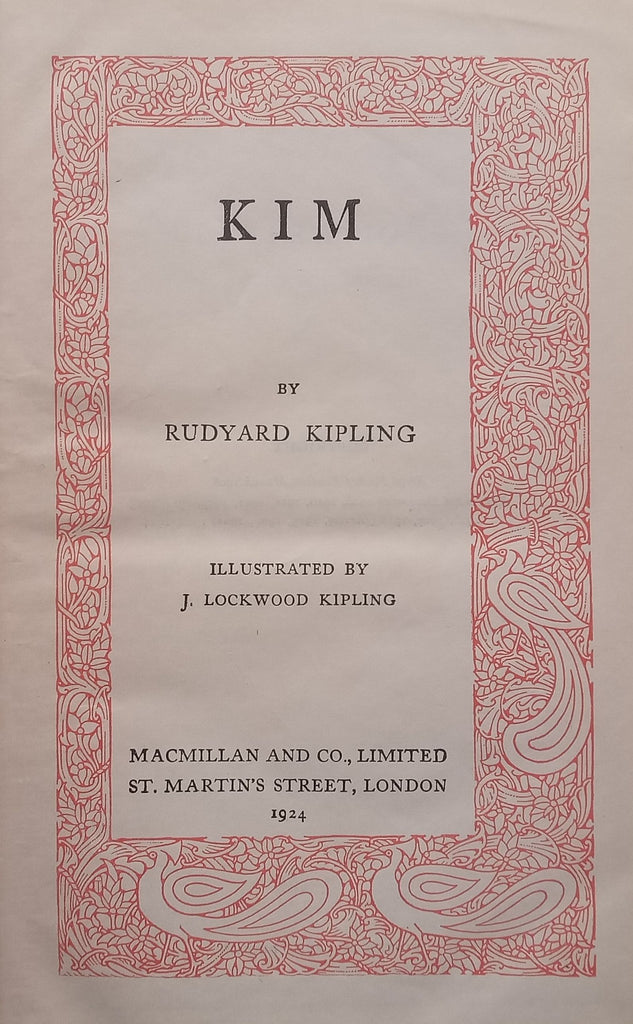 KIM
BY
RUDYARD KIPLING
ILLUSTRATED BY
J. LOCKWOOD KIPLING
MACMILLAN AND CO., LIMITED
ST. MARTIN'S STREET, LONDON
1924